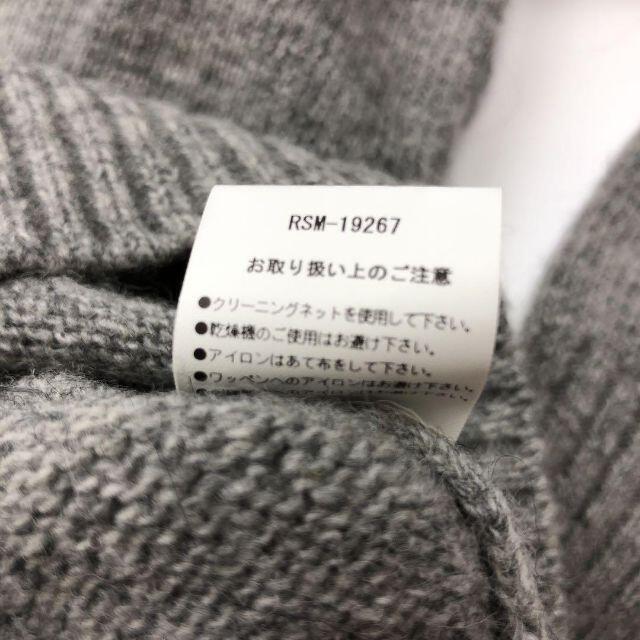 RSM-19267
お取り扱い上のご注意
●クリーニングネットを使用して下さい。
●乾燥機のご使用はお避け下さい。
●アイロンはあて布をして下さい。
●ワッペンへのアイロンはお避け下さい。